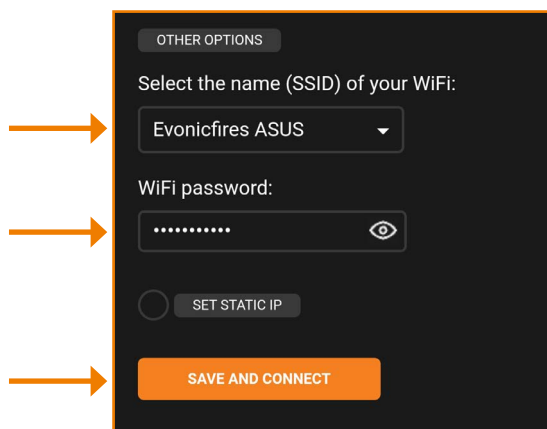 OTHER OPTIONS
Select the name (SSID) of your WiFi:
Evonicfires ASUS
WiFi password:
•••••••••••
SET STATIC IP
SAVE AND CONNECT